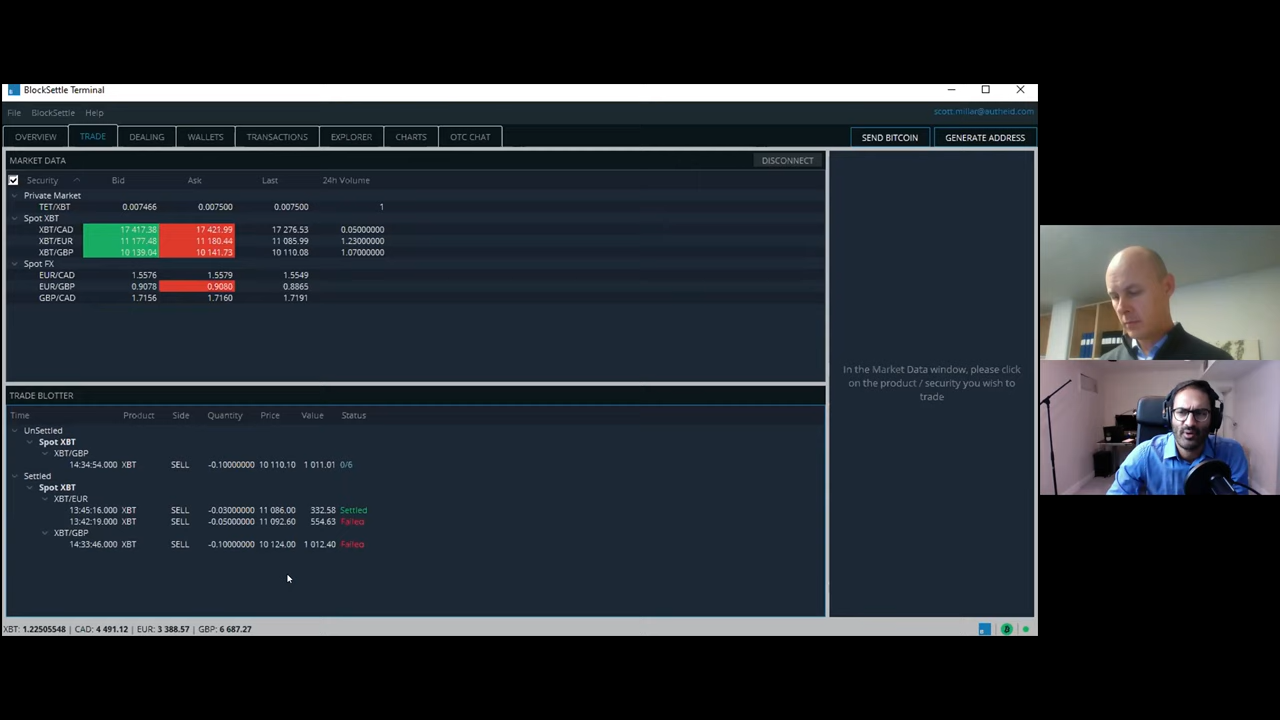 BlockSettle Terminal
File BlockSettle Help scott.millar@autheid.com
OVERVIEW TRADE DEALING WALLETS TRANSACTIONS EXPLORER CHARTS OTC CHAT SEND BITCOIN GENERATE ADDRESS
MARKET DATA DISCONNECT
Security Bid Ask Last 24h Volume
Private Market
TET/XBT 0.007466 0.007500 0.007500 1
Spot XBT
XBT/CAD 17 417.38 17 421.99 17 276.53 0.05000000
XBT/EUR 11 177.48 11 180.44 11 085.99 1.23000000
XBT/GBP 10 139.04 10 141.73 10 110.08 1.07000000
Spot FX
EUR/CAD 1.5576 1.5579 1.5549
EUR/GBP 0.9078 0.9080 0.8865
GBP/CAD 1.7156 1.7160 1.7191
In the Market Data window, please click
on the product / security you wish to
trade
TRADE BLOTTER
Time Product Side Quantity Price Value Status
UnSettled
Spot XBT
XBT/GBP
14:34:54.000 XBT SELL -0.10000000 10 110.10 1 011.01 0/6
Settled
Spot XBT
XBT/EUR
13:45:16.000 XBT SELL -0.03000000 11 086.00 332.58 Settled
13:42:19.000 XBT SELL -0.05000000 11 092.60 554.63 Failed
XBT/GBP
14:33:46.000 XBT SELL -0.10000000 10 124.00 1 012.40 Failed
XBT: 1.22505548 | CAD: 4 491.12 | EUR: 3 388.57 | GBP: 6 687.27